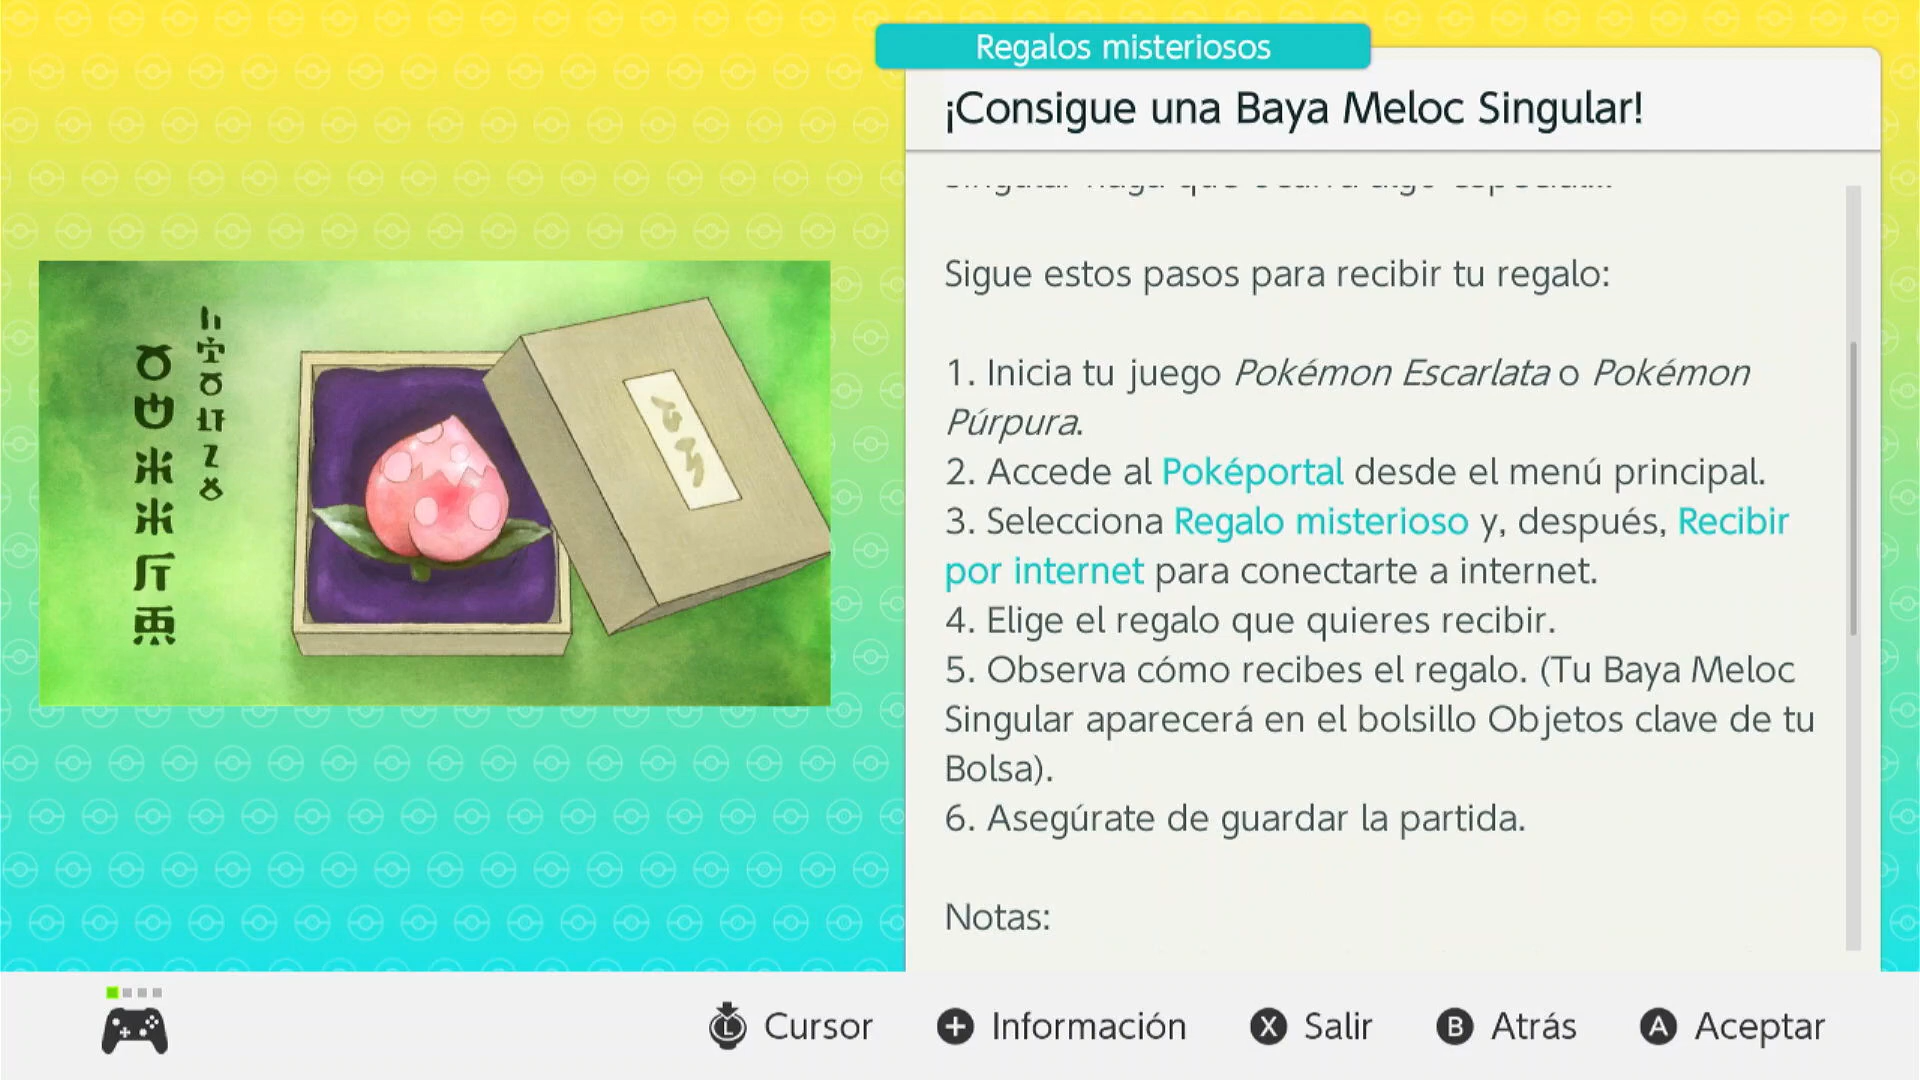 Regalos misteriosos
¡Consigue una Baya Meloc Singular!
Sigue estos pasos para recibir tu regalo:
1. Inicia tu juego Pokémon Escarlata o Pokémon
Púrpura.
2. Accede al Poképortal desde el menú principal.
3. Selecciona Regalo misterioso y, después, Recibir
por internet para conectarte a internet.
4. Elige el regalo que quieres recibir.
5. Observa cómo recibes el regalo. (Tu Baya Meloc
Singular aparecerá en el bolsillo Objetos clave de tu
Bolsa).
6. Asegúrate de guardar la partida.
Notas:
L Cursor + Información X Salir B Atrás A Aceptar